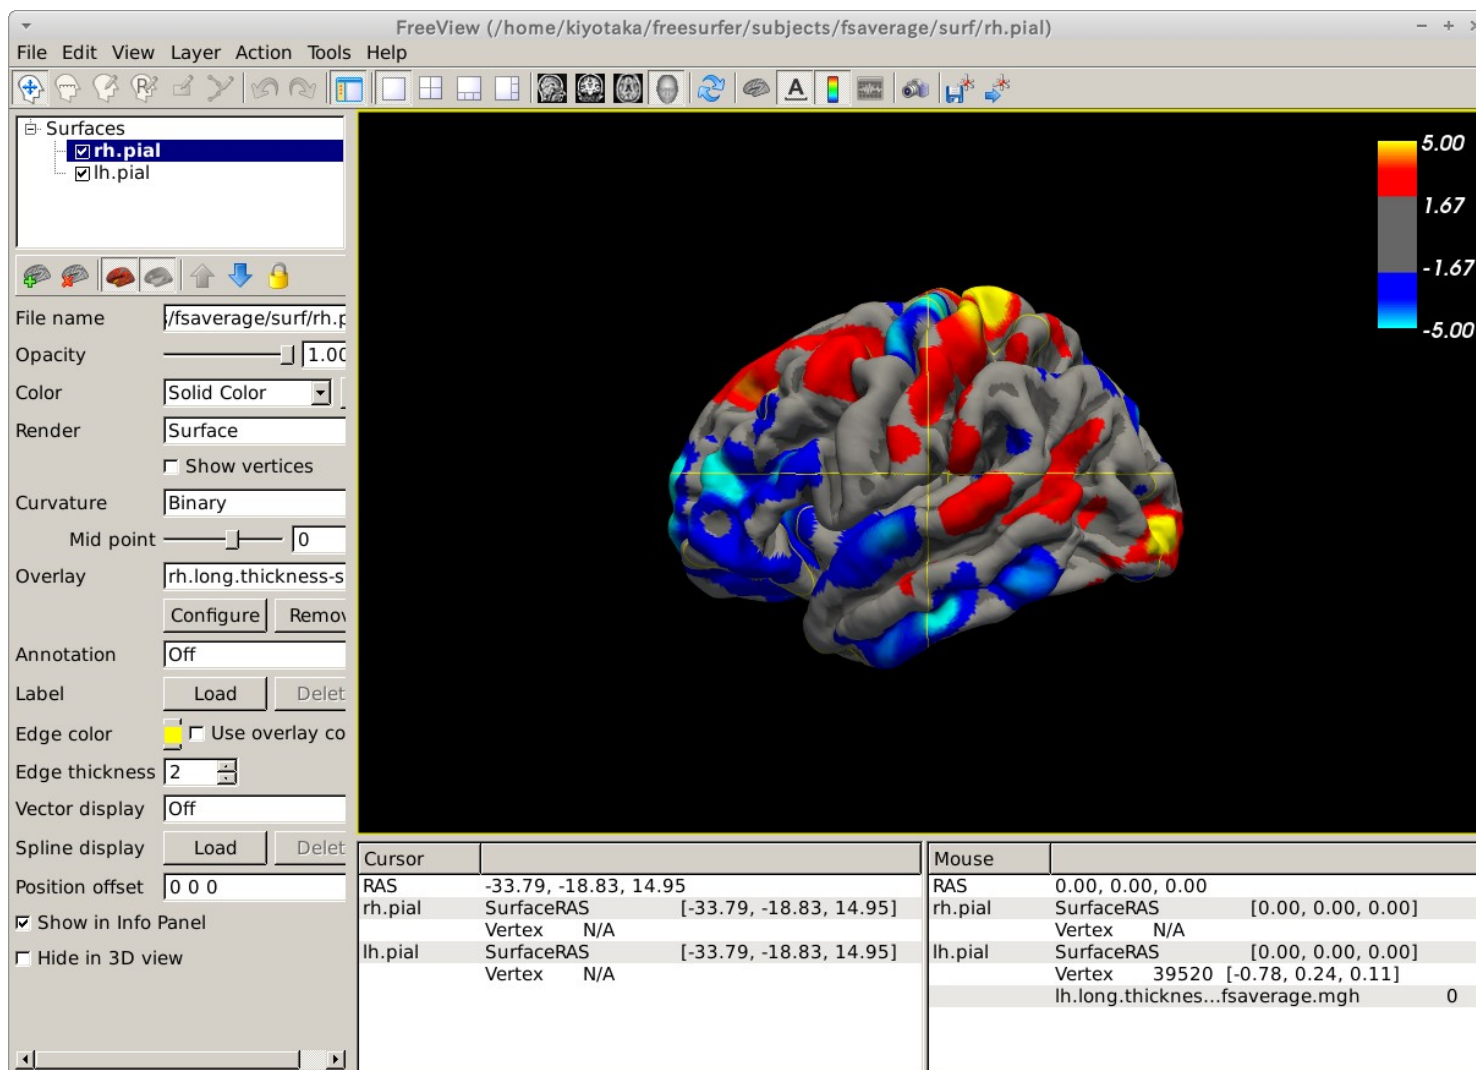 FreeView (/home/kiyotaka/freesurfer/subjects/fsaverage/surf/rh.pial)
File Edit View Layer Action Tools Help
Surfaces
rh.pial
lh.pial
File name /fsaverage/surf/rh.p
Opacity 1.00
Color Solid Color
Render Surface
Show vertices
Curvature Binary
Mid point 0
Overlay rh.long.thickness-s
Configure Remov
Annotation Off
Label Load Delet
Edge color Use overlay co
Edge thickness 2
Vector display Off
Spline display Load Delet
Position offset 0 0 0
Show in Info Panel
Hide in 3D view
5.00
1.67
-1.67
-5.00
Cursor
RAS -33.79, -18.83, 14.95
rh.pial SurfaceRAS [-33.79, -18.83, 14.95]
Vertex N/A
lh.pial SurfaceRAS [-33.79, -18.83, 14.95]
Vertex N/A
Mouse
RAS 0.00, 0.00, 0.00
rh.pial SurfaceRAS [0.00, 0.00, 0.00]
Vertex N/A
lh.pial SurfaceRAS [0.00, 0.00, 0.00]
Vertex 39520 [-0.78, 0.24, 0.11]
lh.long.thicknes...fsaverage.mgh 0